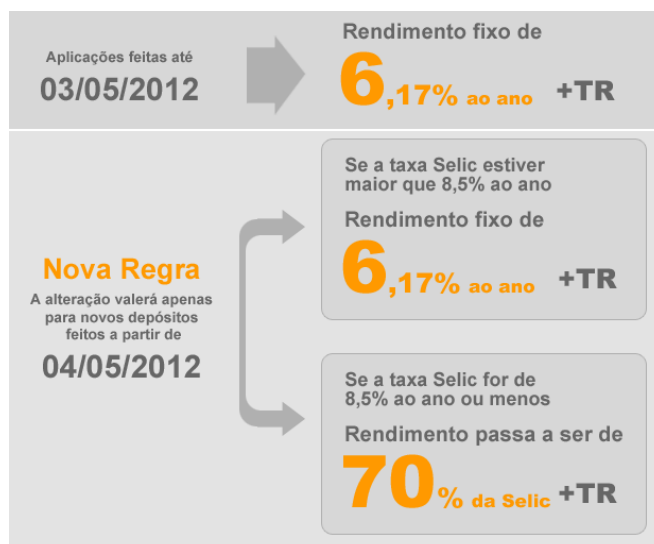 Aplicações feitas até
03/05/2012
Rendimento fixo de
6,17% ao ano +TR
Nova Regra
A alteração valerá apenas
para novos depósitos
feitos a partir de
04/05/2012
Se a taxa Selic estiver
maior que 8,5% ao ano
Rendimento fixo de
6,17% ao ano +TR
Se a taxa Selic for de
8,5% ao ano ou menos
Rendimento passa a ser de
70% da Selic +TR